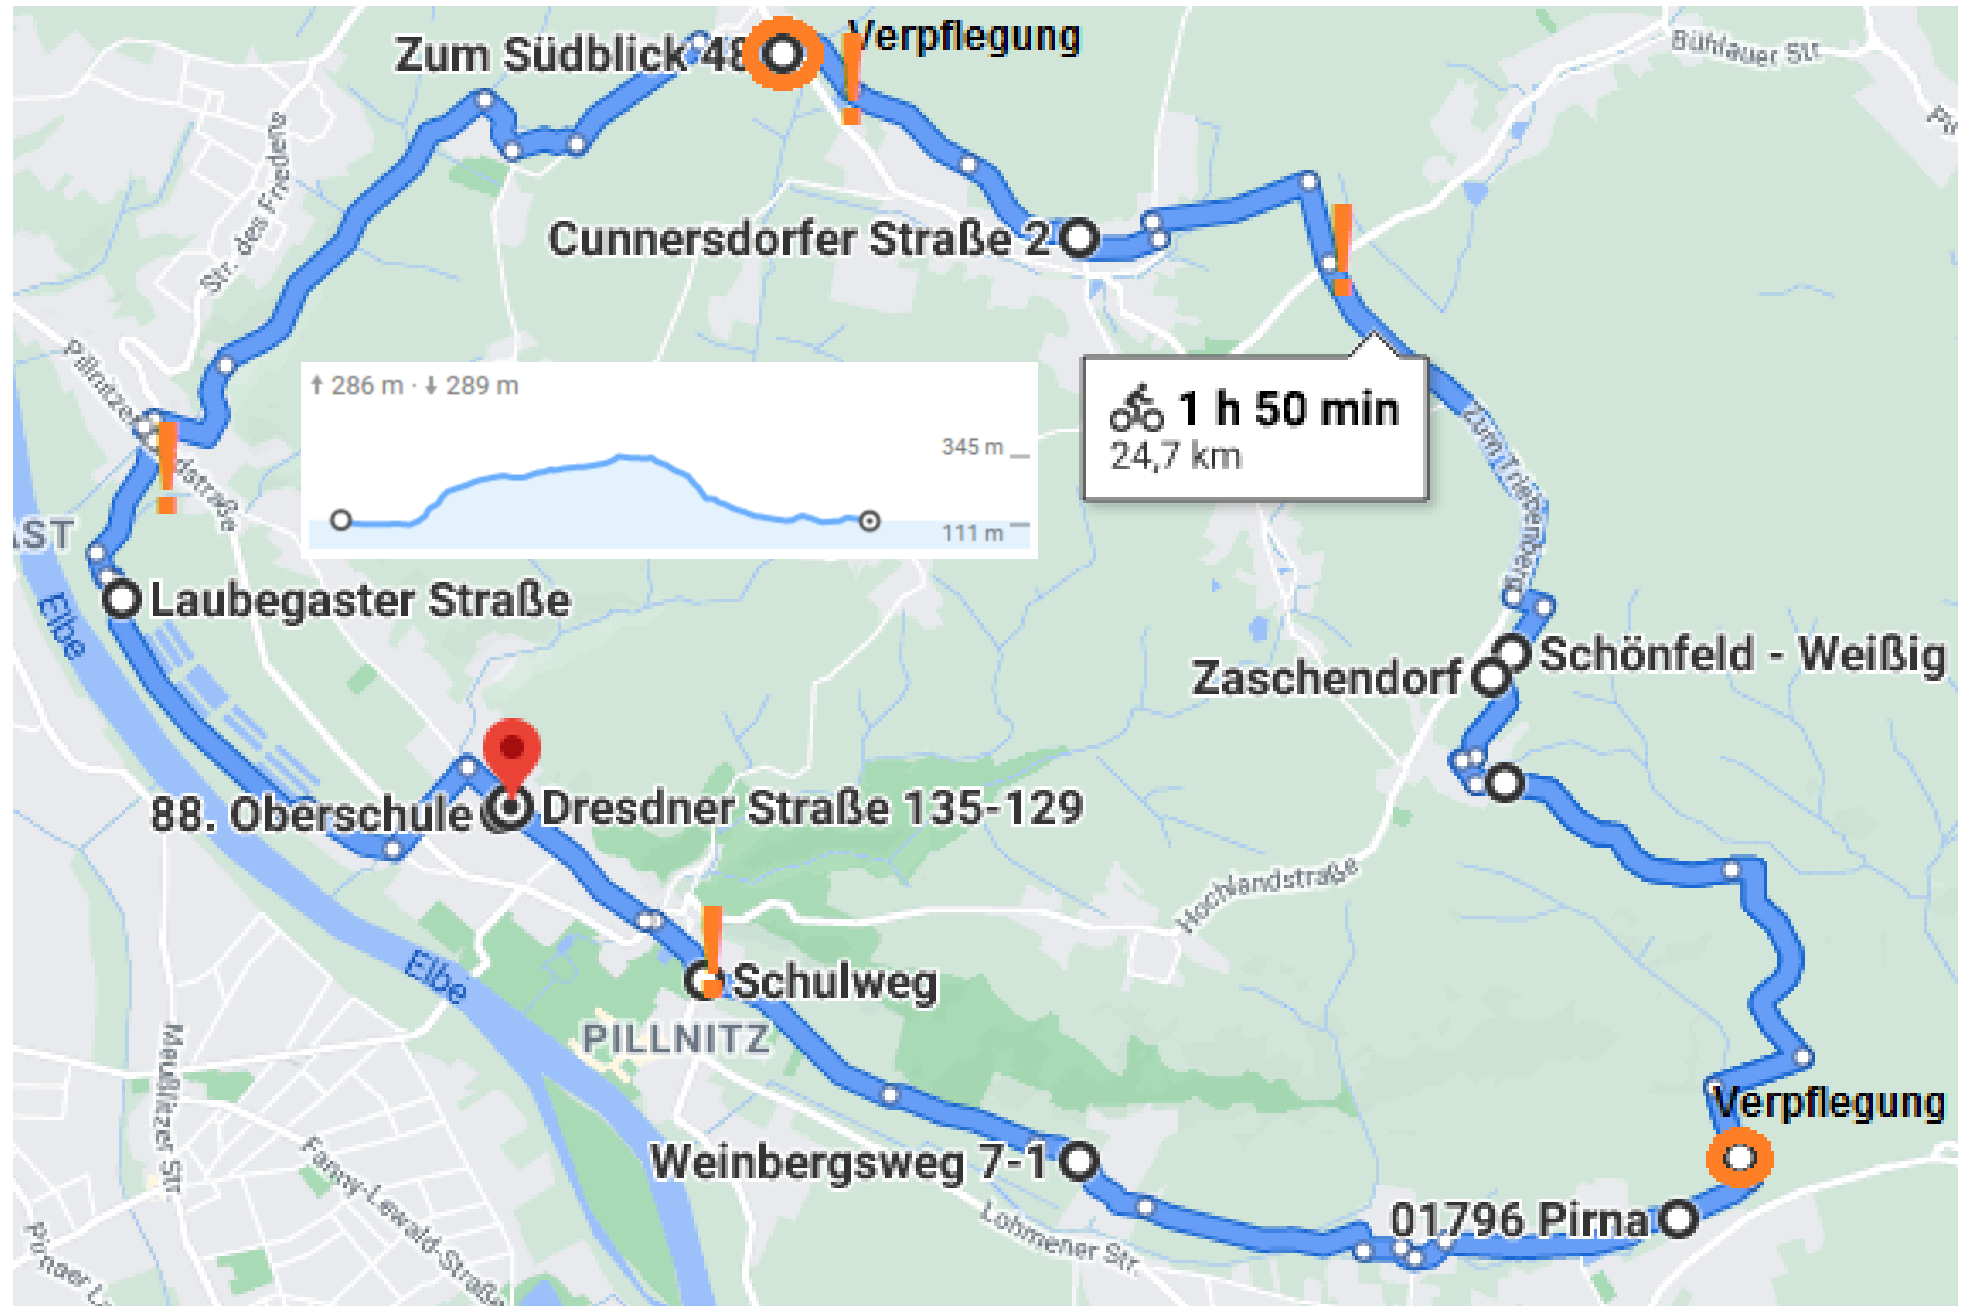 Zum Südblick 48
Verpflegung
Bühlauer Str.
Str. des Friedens
Cunnersdorfer Straße 2
Pillnitzer
dstraße
↑ 286 m · ↓ 289 m
345 m
111 m
1 h 50 min
24,7 km
Zum Triebenberg
AST
Elbe
Laubegaster Straße
Schönfeld - Weißig
Zaschendorf
88. Oberschule
Dresdner Straße 135-129
Hochlandstraße
Elbe
Schulweg
PILLNITZ
Meußlitzer Str.
Verpflegung
Fanny-Lewald-Straße
Weinbergsweg 7-1
01796 Pirna
Lohmener Str.